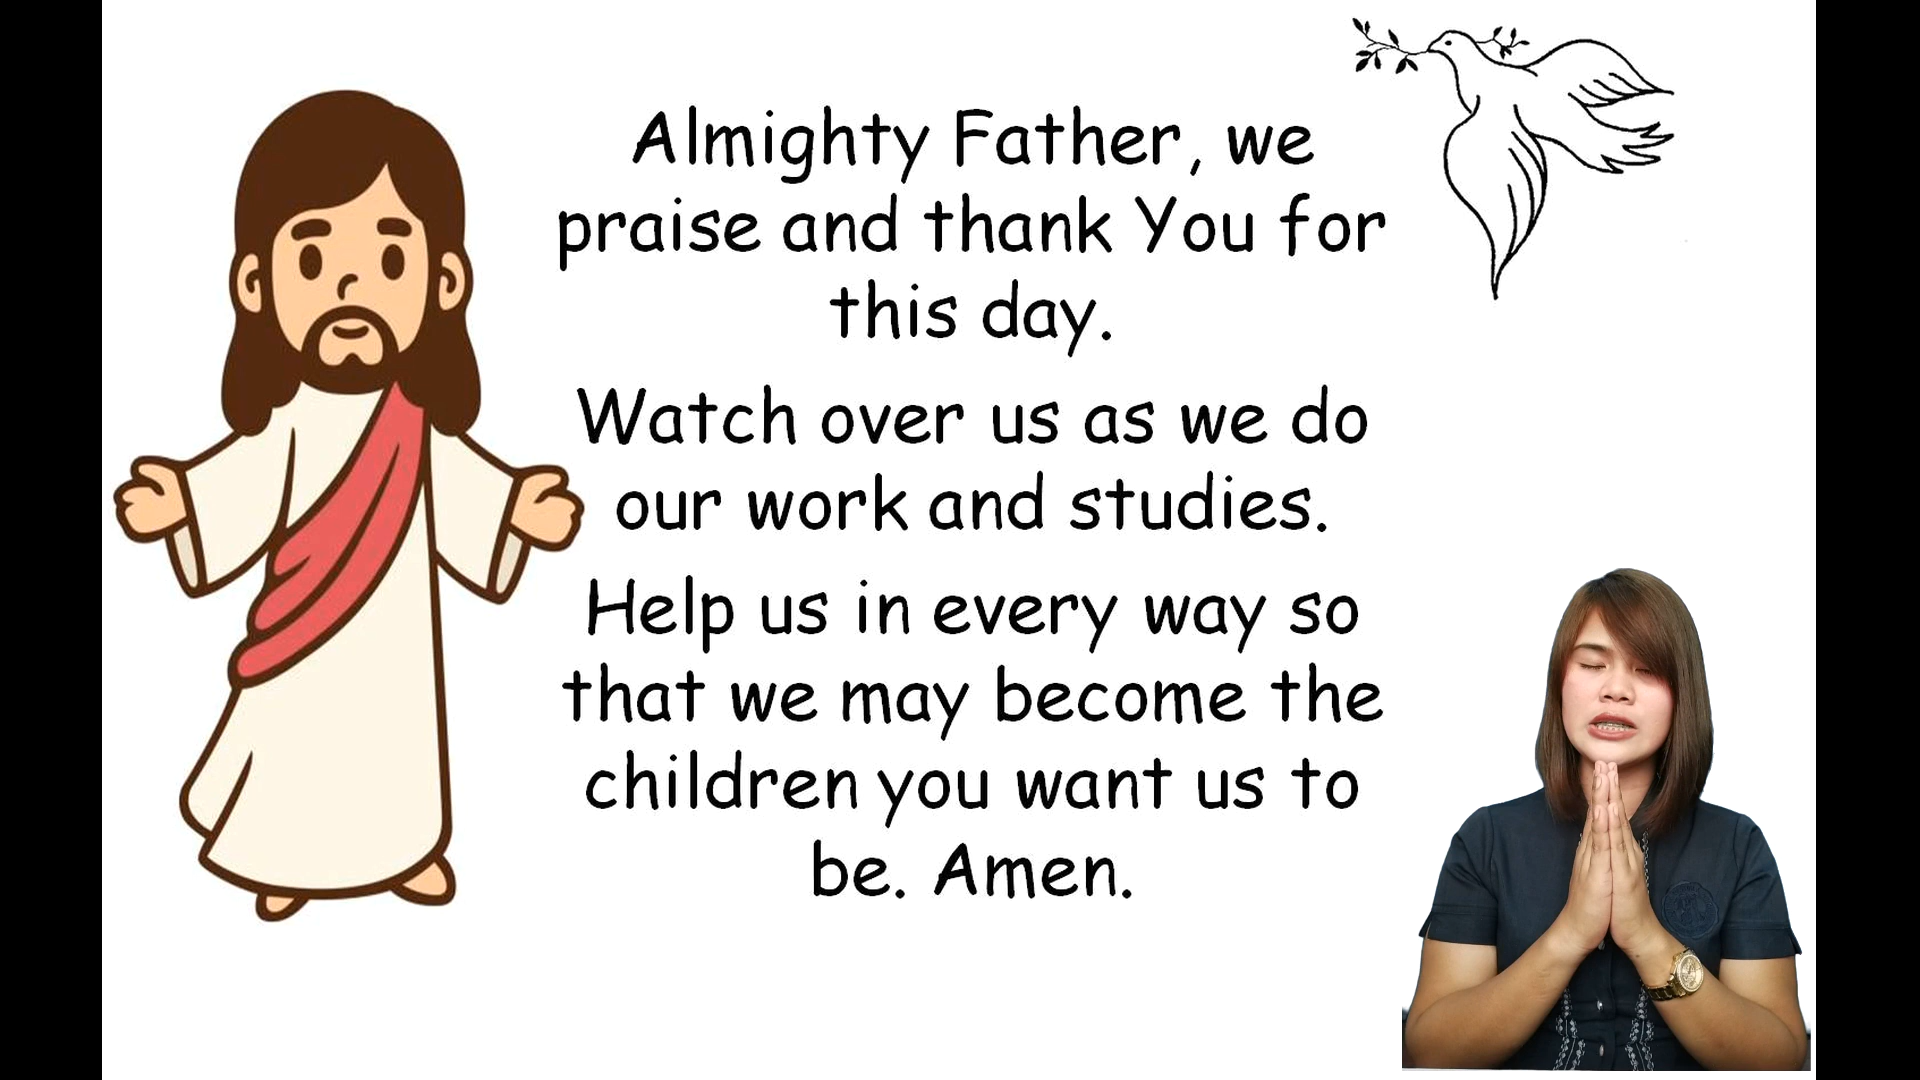 Almighty Father, we
praise and thank You for
this day.
Watch over us as we do
our work and studies.
Help us in every way so
that we may become the
children you want us to
be. Amen.